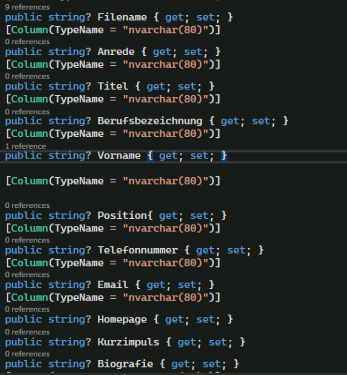 9 references
public string? Filename { get; set; }
[Column(TypeName = "nvarchar(80)")]
0 references
public string? Anrede { get; set; }
[Column(TypeName = "nvarchar(80)")]
0 references
public string? Titel { get; set; }
[Column(TypeName = "nvarchar(80)")]
0 references
public string? Berufsbezeichnung { get; set; }
[Column(TypeName = "nvarchar(80)")]
1 reference
public string? Vorname { get; set; }
[Column(TypeName = "nvarchar(80)")]
0 references
public string? Position{ get; set; }
0 references
public string? Telefonnummer { get; set; }
[Column(TypeName = "nvarchar(80)")]
0 references
public string? Email { get; set; }
[Column(TypeName = "nvarchar(80)")]
0 references
public string? Homepage { get; set; }
0 references
public string? Kurzimpuls { get; set; }
0 references
public string? Biografie { get; set; }